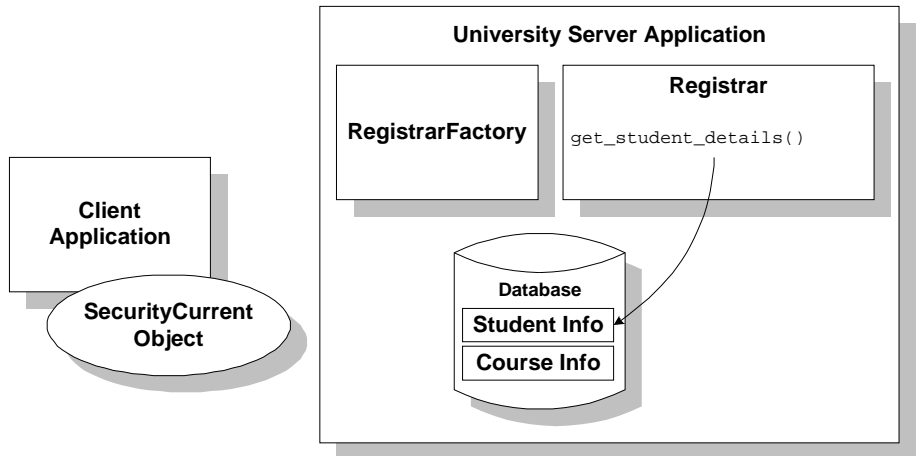 University Server Application
RegistrarFactory
Registrar
get_student_details()
Client
Application
SecurityCurrent
Object
Database
Student Info
Course Info